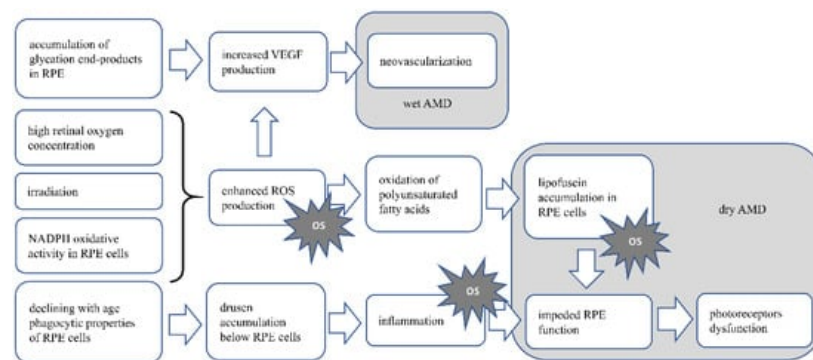 accumulation of
glycation end-products
in RPE
increased VEGF
production
neovascularization
wet AMD
high retinal oxygen
concentration
irradiation
NADPH oxidative
activity in RPE cells
enhanced ROS
production
OS
oxidation of
polyunsaturated
fatty acids
lipofuscin
accumulation in
RPE cells
OS
dry AMD
declining with age
phagocytic properties
of RPE cells
drusen
accumulation
below RPE cells
inflammation
OS
impeded RPE
function
photoreceptors
dysfunction